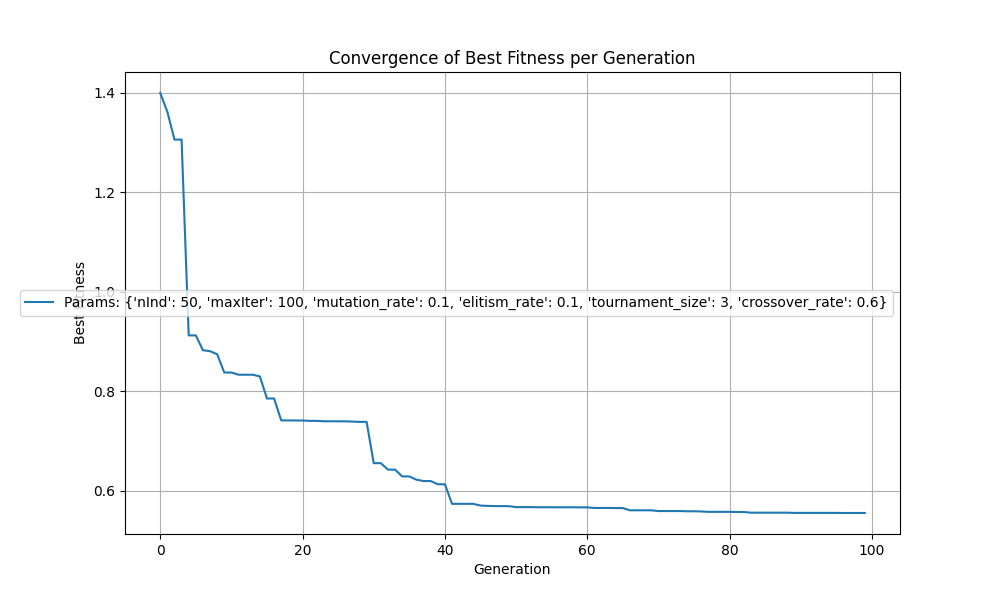 Convergence of Best Fitness per Generation
1.4
1.2
1.0
0.8
0.6
Best
ness
Params: {'nInd': 50, 'maxIter': 100, 'mutation_rate': 0.1, 'elitism_rate': 0.1, 'tournament_size': 3, 'crossover_rate': 0.6}
0 20 40 60 80 100
Generation